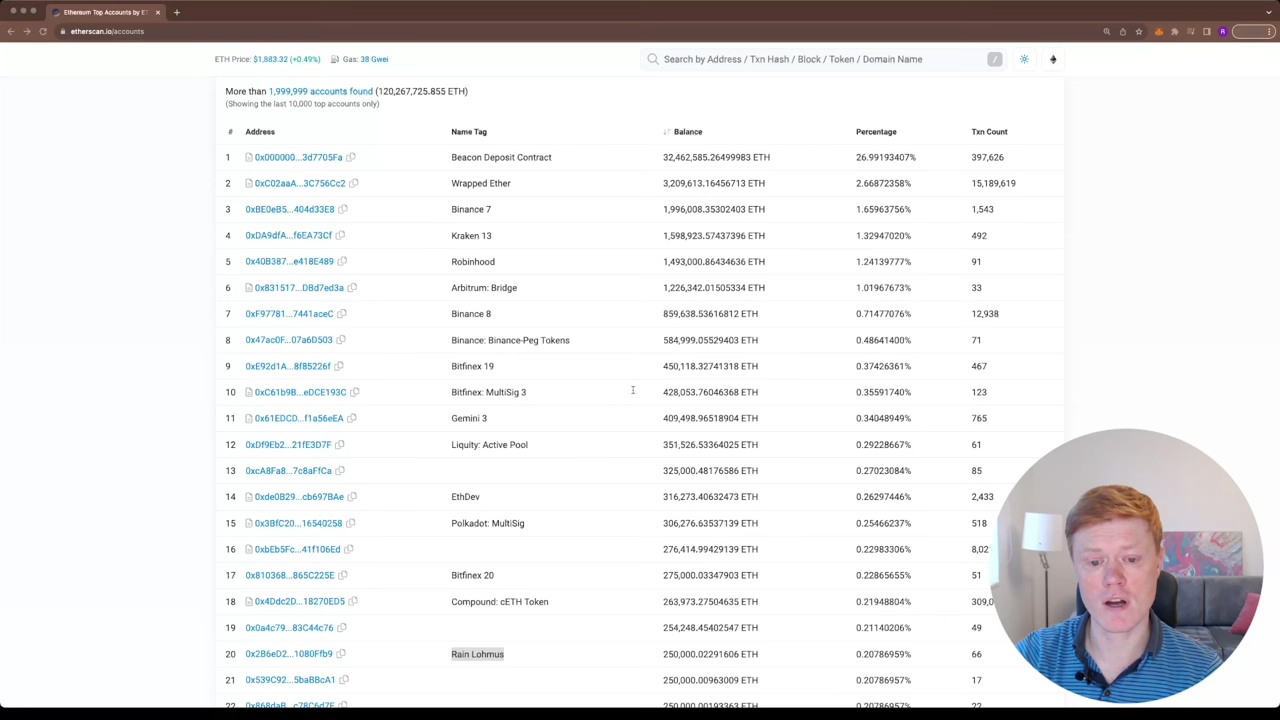 Ethereum Top Accounts by ET
etherscan.io/accounts
R
ETH Price: $1,883.32 (+0.49%) Gas: 38 Gwei
Search by Address / Txn Hash / Block / Token / Domain Name /
More than 1,999,999 accounts found (120,267,725.855 ETH)
(Showing the last 10,000 top accounts only)
# Address Name Tag Balance Percentage Txn Count
1 0x000000...3d7705Fa Beacon Deposit Contract 32,462,585.26499983 ETH 26.99193407% 397,626
2 0xC02aaA...3C756Cc2 Wrapped Ether 3,209,613.16456713 ETH 2.66872358% 15,189,619
3 0xBE0eB5...404d33E8 Binance 7 1,996,008.35302403 ETH 1.65963756% 1,543
4 0xDA9dfA...f6EA73Cf Kraken 13 1,598,923.57437396 ETH 1.32947020% 492
5 0x40B387...e418E489 Robinhood 1,493,000.86434636 ETH 1.24139777% 91
6 0x831517...DBd7ed3a Arbitrum: Bridge 1,226,342.01505334 ETH 1.01967673% 33
7 0xF97781...7441aceC Binance 8 859,638.53616812 ETH 0.71477076% 12,938
8 0x47ac0F...07a6D503 Binance: Binance-Peg Tokens 584,999.05529403 ETH 0.48641400% 71
9 0xE92d1A...8f85226f Bitfinex 19 450,118.32741318 ETH 0.37426361% 467
10 0xC61b9B...eDCE193C Bitfinex: MultiSig 3 428,053.76046368 ETH 0.35591740% 123
11 0x61EDCD...f1a56eEA Gemini 3 409,498.96518904 ETH 0.34048949% 765
12 0xDf9Eb2...21fE3D7F Liquity: Active Pool 351,526.53364025 ETH 0.29228667% 61
13 0xcA8Fa8...7c8aFfCa 325,000.48176586 ETH 0.27023084% 85
14 0xde0B29...cb697BAe EthDev 316,273.40632473 ETH 0.26297446% 2,433
15 0x3BfC20...16540258 Polkadot: MultiSig 306,276.63537139 ETH 0.25466237% 518
16 0xbEb5Fc...41f106Ed 276,414.99429139 ETH 0.22983306% 8,02
17 0x810368...865C225E Bitfinex 20 275,000.03347903 ETH 0.22865655% 51
18 0x4Ddc2D...18270ED5 Compound: cETH Token 263,973.27504635 ETH 0.21948804% 309,0
19 0x0a4c79...83C44c76 254,248.45402547 ETH 0.21140206% 49
20 0x2B6eD2...1080Ffb9 Rain Lohmus 250,000.02291606 ETH 0.20786959% 66
21 0x539C92...5baBBcA1 250,000.00963009 ETH 0.20786958% 17
22 0x868daB...c78C6d7F 250,000.00193363 ETH 0.20786957% 22